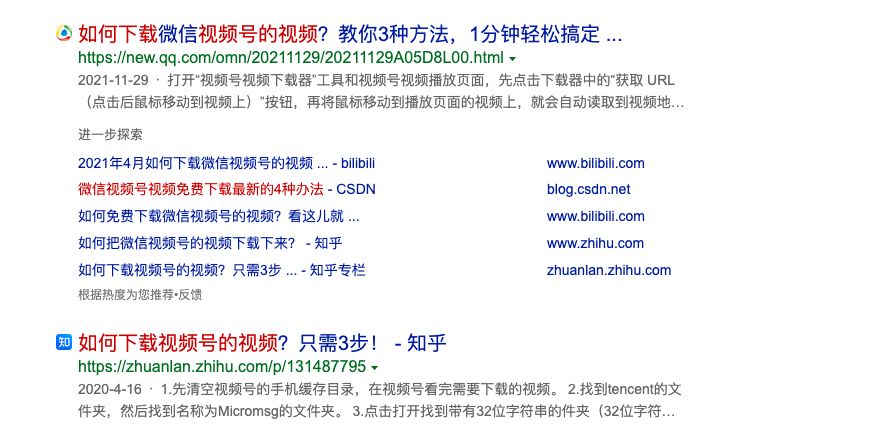 如何下载微信视频号的视频？教你3种方法，1分钟轻松搞定 ...
https://new.qq.com/omn/20211129/20211129A05D8L00.html
2021-11-29 · 打开“视频号视频下载器”工具和视频号视频播放页面，先点击下载器中的“获取 URL
（点击后鼠标移动到视频上）”按钮，再将鼠标移动到播放页面的视频上，就会自动读取到视频地…
进一步探索
2021年4月如何下载微信视频号的视频 ... - bilibili www.bilibili.com
微信视频号视频免费下载最新的4种办法 - CSDN blog.csdn.net
如何免费下载微信视频号的视频？看这儿就 ... www.bilibili.com
如何把微信视频号的视频下载下来？ - 知乎 www.zhihu.com
如何下载视频号的视频？只需3步 ... - 知乎专栏 zhuanlan.zhihu.com
根据热度为您推荐•反馈
知 如何下载视频号的视频？只需3步！ - 知乎
https://zhuanlan.zhihu.com/p/131487795
2020-4-16 · 1.先清空视频号的手机缓存目录，在视频号看完需要下载的视频。 2.找到tencent的文
件夹，然后找到名称为Micromsg的文件夹。 3.点击打开找到带有32位字符串的件夹（32位字符…